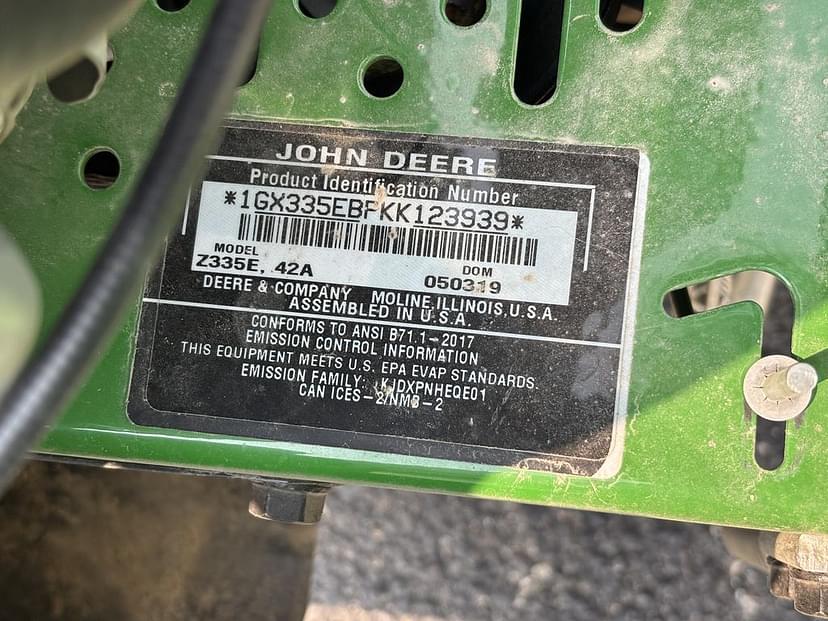 JOHN DEERE
Product Identification Number
MODEL
Z335E, 42A
DOM
050319
DEERE & COMPANY MOLINE, ILLINOIS, U.S.A.
ASSEMBLED IN U.S.A.
CONFORMS TO ANSI B71.1-2017
EMISSION CONTROL INFORMATION
THIS EQUIPMENT MEETS U.S. EPA EVAP STANDARDS.
EMISSION FAMILY:
CAN ICES-2/NMB-2